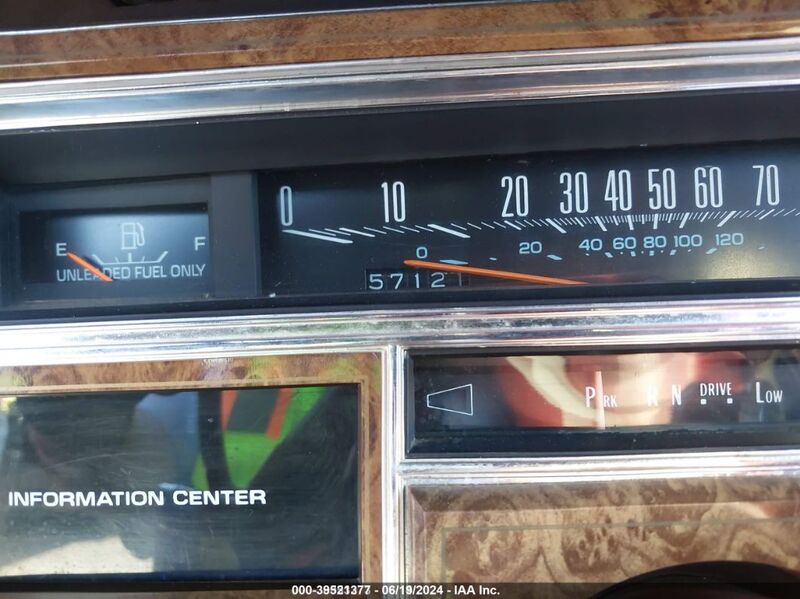 0 10 20 30 40 50 60 70
E F
UNLEADED FUEL ONLY
0 20 40 60 80 100 120
57121
PARK R N DRIVE LOW
INFORMATION CENTER
000-39521377 - 06/19/2024 - IAA Inc.